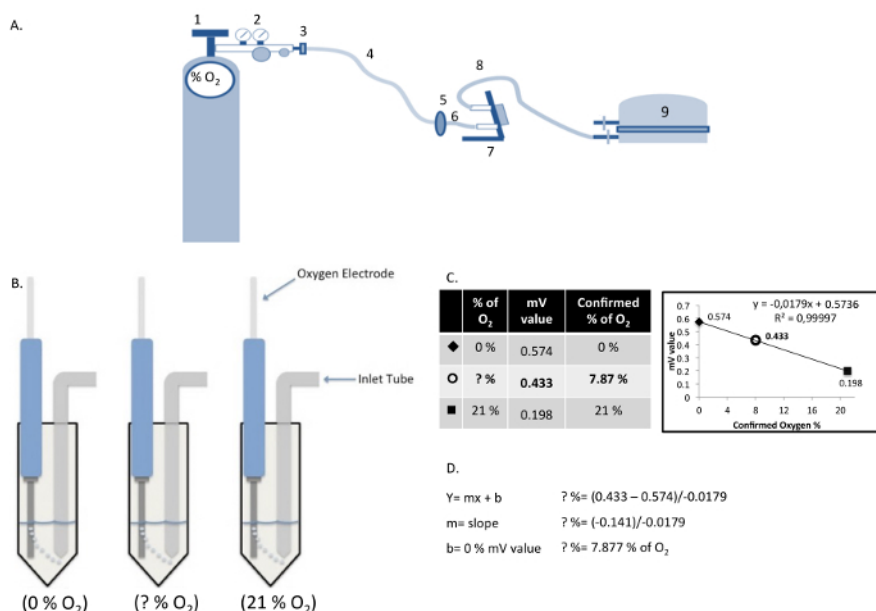 A.
1
2
3
4
5
6
7
8
9
% O2
B.
Oxygen Electrode
Inlet Tube
(0 % O2)
(? % O2)
(21 % O2)
C.
% of O2
mV value
Confirmed % of O2
0 %
0.574
0 %
? %
0.433
7.87 %
21 %
0.198
21 %
y = -0,0179x + 0.5736
R² = 0,99997
mV value
0.7
0.6
0.5
0.4
0.3
0.2
0.1
0
0.574
0.433
0.198
0
4
8
12
16
20
Confirmed Oxygen %
D.
Y= mx + b
? %= (0.433 – 0.574)/-0.0179
m= slope
? %= (-0.141)/-0.0179
b= 0 % mV value
? %= 7.877 % of O2